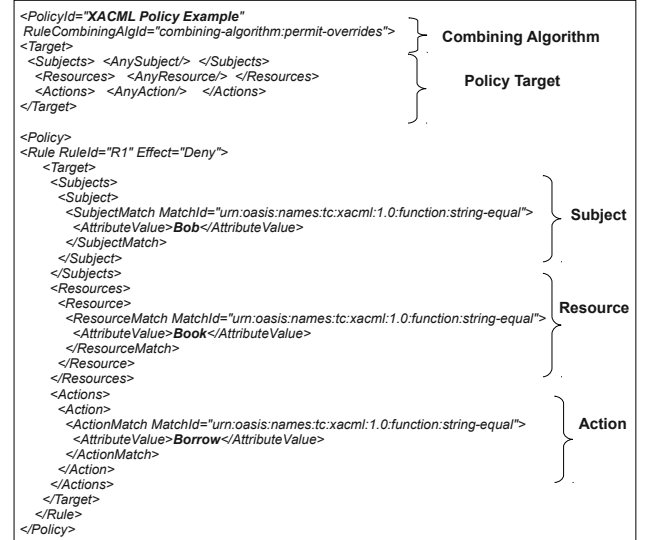 <PolicyId="XACML Policy Example"
RuleCombiningAlgId="combining-algorithm:permit-overrides">
Combining Algorithm
<Target>
<Subjects> <AnySubject/> </Subjects>
<Resources> <AnyResource/> </Resources>
<Actions> <AnyAction/> </Actions>
</Target>
Policy Target
<Policy>
<Rule RuleId="R1" Effect="Deny">
<Target>
<Subjects>
<Subject>
<SubjectMatch MatchId="urn:oasis:names:tc:xacml:1.0:function:string-equal">
<AttributeValue>Bob</AttributeValue>
</SubjectMatch>
</Subject>
</Subjects>
Subject
<Resources>
<Resource>
<ResourceMatch MatchId="urn:oasis:names:tc:xacml:1.0:function:string-equal">
<AttributeValue>Book</AttributeValue>
</ResourceMatch>
</Resource>
</Resources>
Resource
<Actions>
<Action>
<ActionMatch MatchId="urn:oasis:names:tc:xacml:1.0:function:string-equal">
<AttributeValue>Borrow</AttributeValue>
</ActionMatch>
</Action>
</Actions>
Action
</Target>
</Rule>
</Policy>